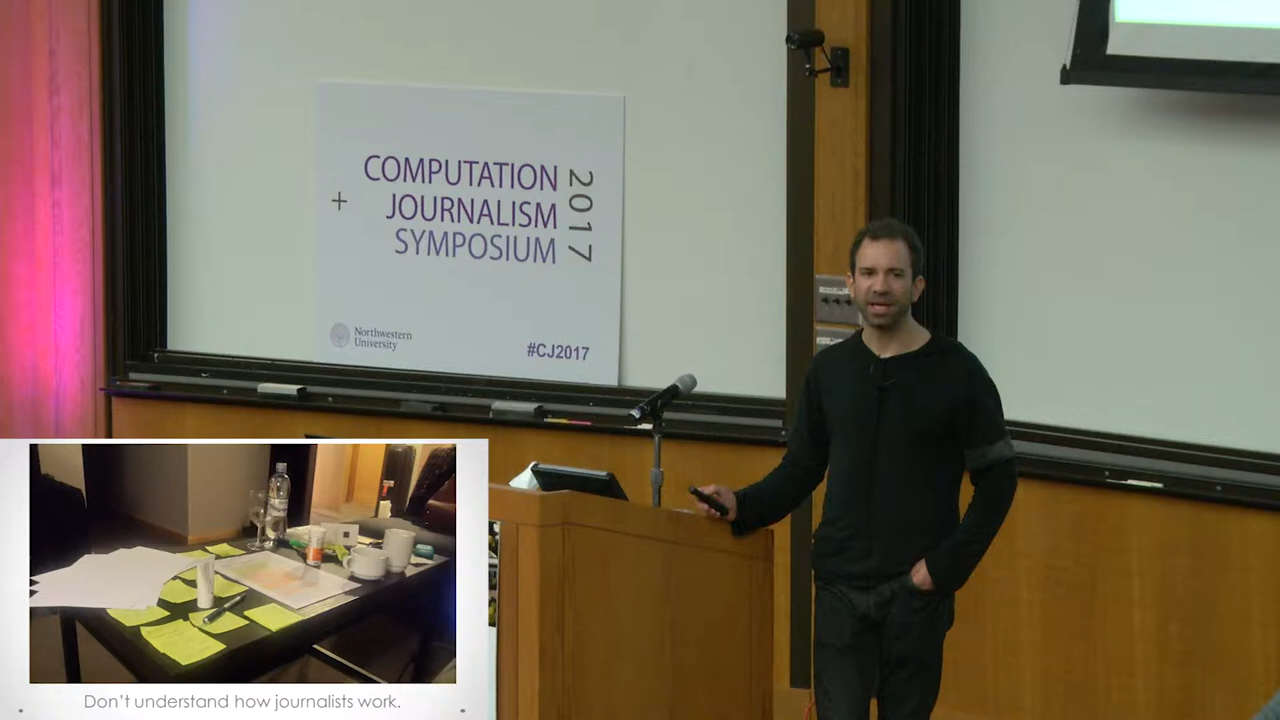 COMPUTATION
+ JOURNALISM
SYMPOSIUM
2017
Northwestern
University
#CJ2017
Don't understand how journalists work.